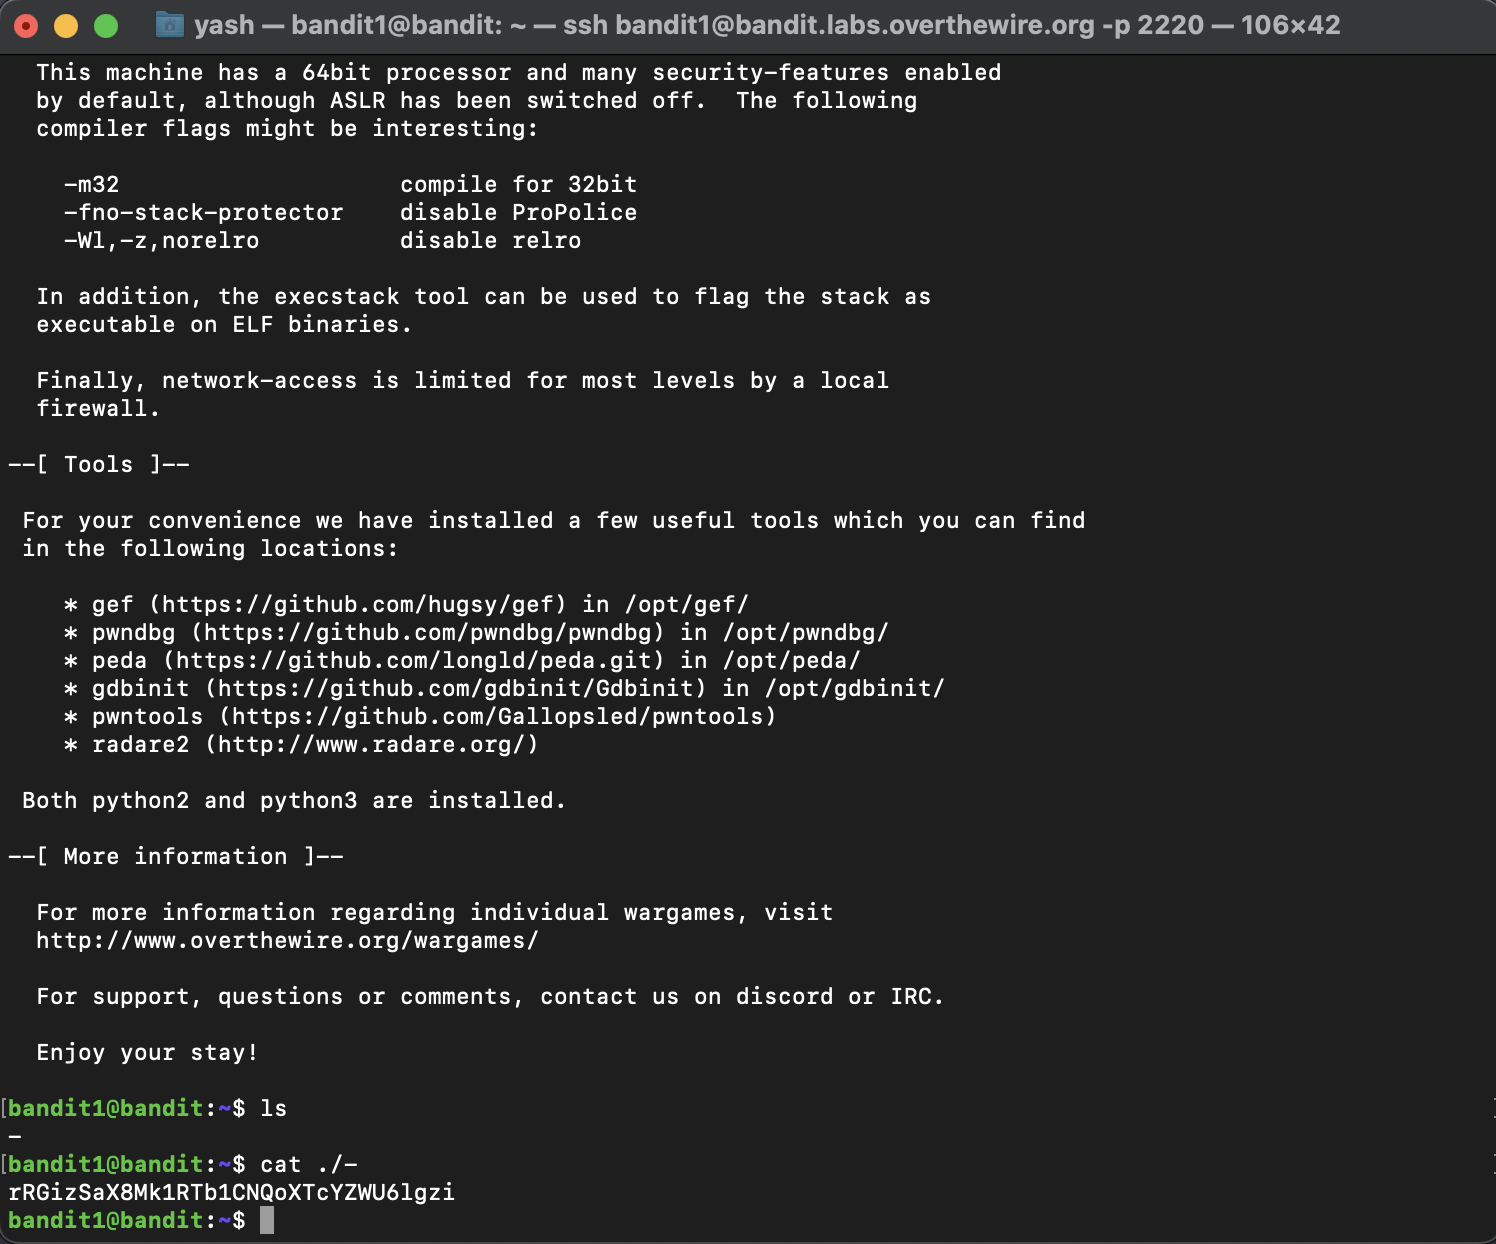 yash — bandit1@bandit: ~ — ssh bandit1@bandit.labs.overthewire.org -p 2220 — 106×42
This machine has a 64bit processor and many security-features enabled
by default, although ASLR has been switched off.  The following
compiler flags might be interesting:
-m32                    compile for 32bit
-fno-stack-protector    disable ProPolice
-Wl,-z,norelro          disable relro
In addition, the execstack tool can be used to flag the stack as
executable on ELF binaries.
Finally, network-access is limited for most levels by a local
firewall.
--[ Tools ]--
For your convenience we have installed a few useful tools which you can find
in the following locations:
* gef (https://github.com/hugsy/gef) in /opt/gef/
* pwndbg (https://github.com/pwndbg/pwndbg) in /opt/pwndbg/
* peda (https://github.com/longld/peda.git) in /opt/peda/
* gdbinit (https://github.com/gdbinit/Gdbinit) in /opt/gdbinit/
* pwntools (https://github.com/Gallopsled/pwntools)
* radare2 (http://www.radare.org/)
Both python2 and python3 are installed.
--[ More information ]--
For more information regarding individual wargames, visit
http://www.overthewire.org/wargames/
For support, questions or comments, contact us on discord or IRC.
Enjoy your stay!
[bandit1@bandit:~$ ls
-
[bandit1@bandit:~$ cat ./-
rRGizSaX8Mk1RTb1CNQoXTcYZWU6lgzi
bandit1@bandit:~$